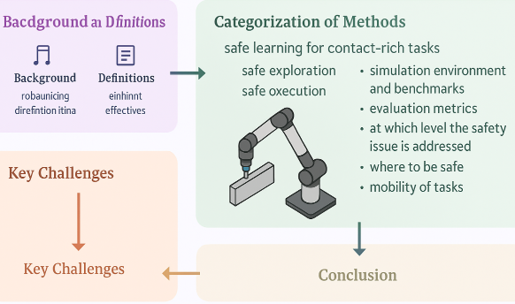 Bacdground aı Dfinitions
Background
robaunicing
direfıntion itina
Definitions
einhinnt
effectives
Categorization of Methods
safe learning for contact-rich tasks
safe exploration
safe oxecution
• simulation environment
and benchmarks
• evaluation metrics
• at which level the safety
issue is addressed
• where to be safe
• mobility of tasks
Key Challenges
Key Challenges
Conclusion